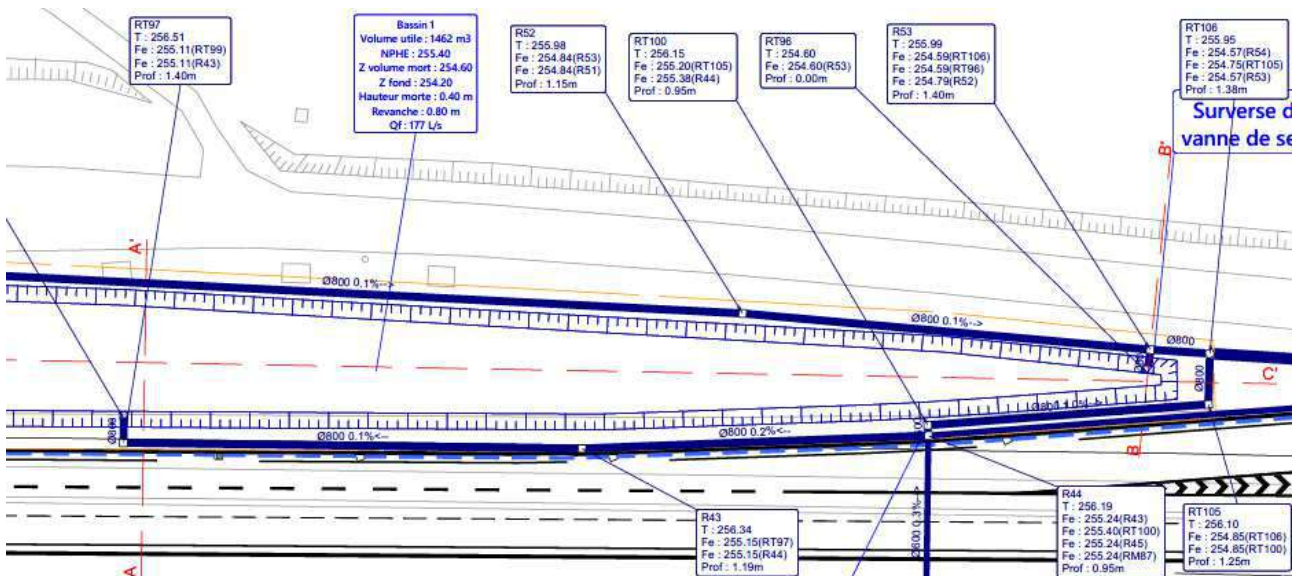 RT97
T : 256.51
Fe : 255.11(RT99)
Fe : 255.11(R43)
Prof : 1.40m
Bassin 1
Volume utile : 1462 m3
NPHE : 255.40
Z volume mort : 254.60
Z fond : 254.20
Hauteur morte : 0.40 m
Revanche : 0.80 m
Qf : 177 L/s
R52
T : 255.98
Fe : 254.84(R53)
Fe : 254.84(R51)
Prof : 1.15m
RT100
T : 256.15
Fe : 255.20(RT105)
Fe : 255.38(R44)
Prof : 0.95m
RT96
T : 254.60
Fe : 254.60(R53)
Prof : 0.00m
R53
T : 255.99
Fe : 254.59(RT106)
Fe : 254.59(RT96)
Fe : 254.79(R52)
Prof : 1.40m
RT106
T : 255.95
Fe : 254.57(R54)
Fe : 254.75(RT105)
Fe : 254.57(R53)
Prof : 1.38m
Surverse d
vanne de se
B'
A'
Ø800 0.1%-->
Ø800 0.1%-->
Ø800
C'
Ø800
Ø800
Ø800 0.1%<--
Ø800 0.2%<--
B
Ø600 0.3%-->
A
R43
T : 256.34
Fe : 255.15(RT97)
Fe : 255.15(R44)
Prof : 1.19m
R44
T : 256.19
Fe : 255.24(R43)
Fe : 255.40(RT100)
Fe : 255.24(R45)
Fe : 255.24(RM87)
Prof : 0.95m
RT105
T : 256.10
Fe : 254.85(RT106)
Fe : 254.85(RT100)
Prof : 1.25m